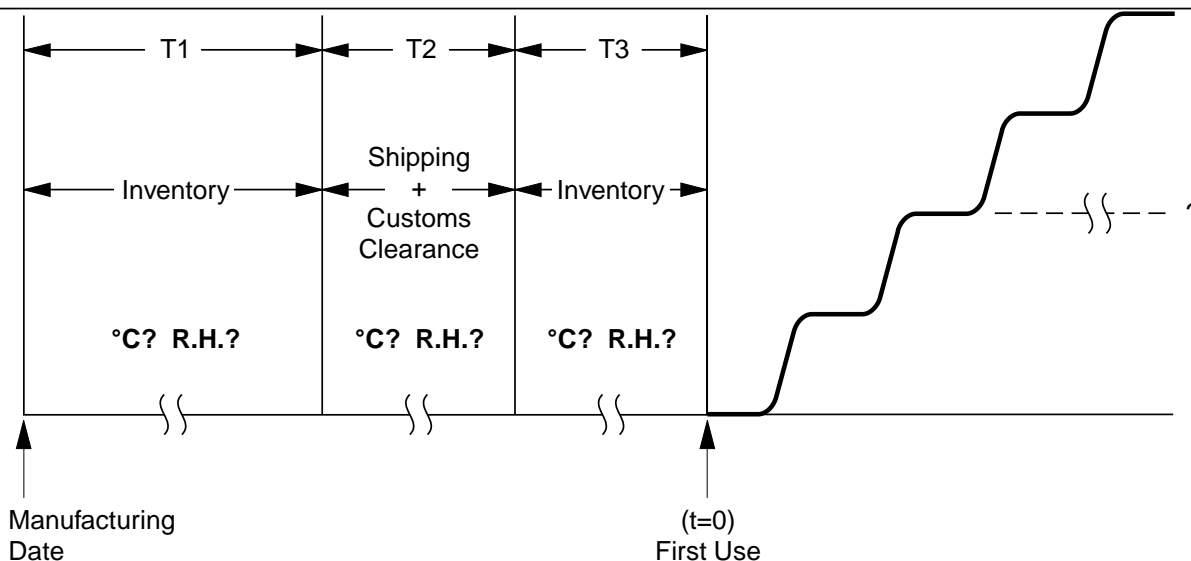 T1
T2
T3
Inventory
Shipping
+
Customs
Clearance
Inventory
°C? R.H.?
°C? R.H.?
°C? R.H.?
Manufacturing
Date
(t=0)
First Use